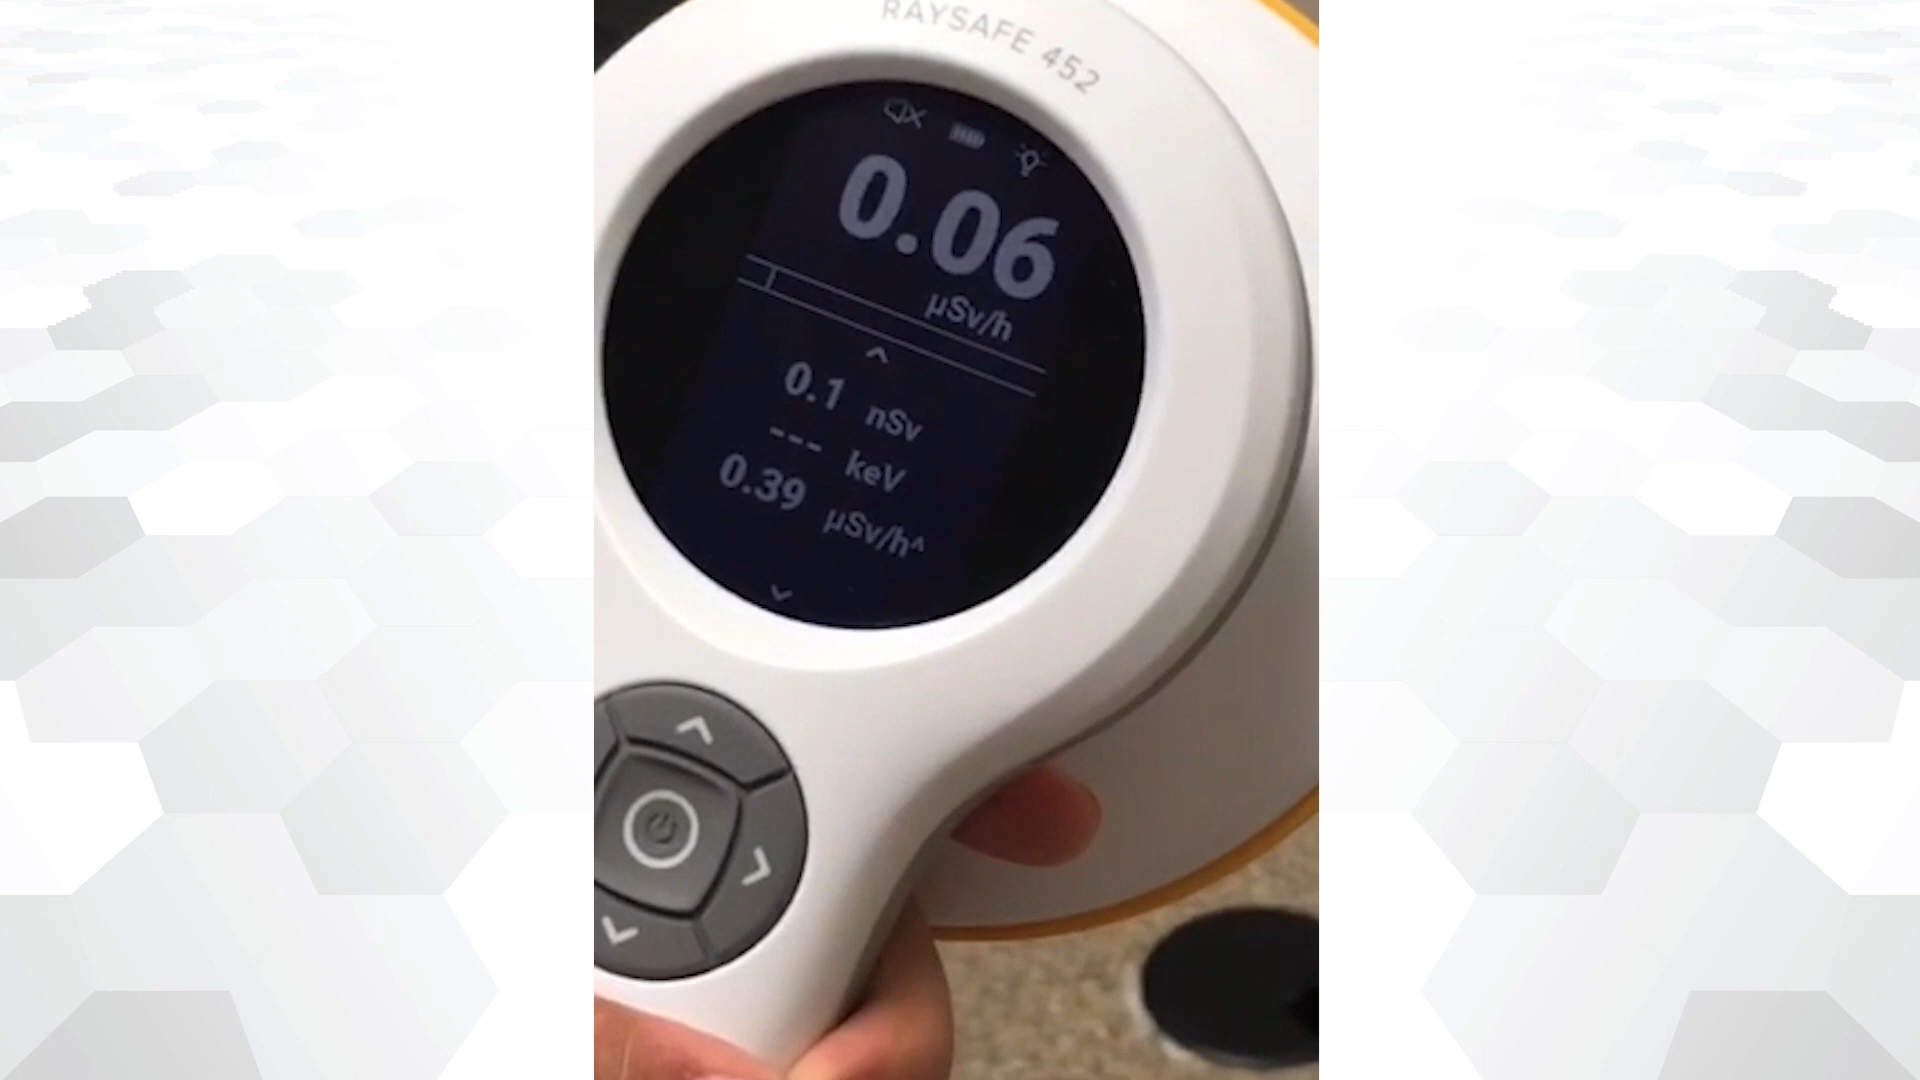 RAYSAFE 452
0.06
µSv/h
0.1 nSv
--- keV
0.39 µSv/h^